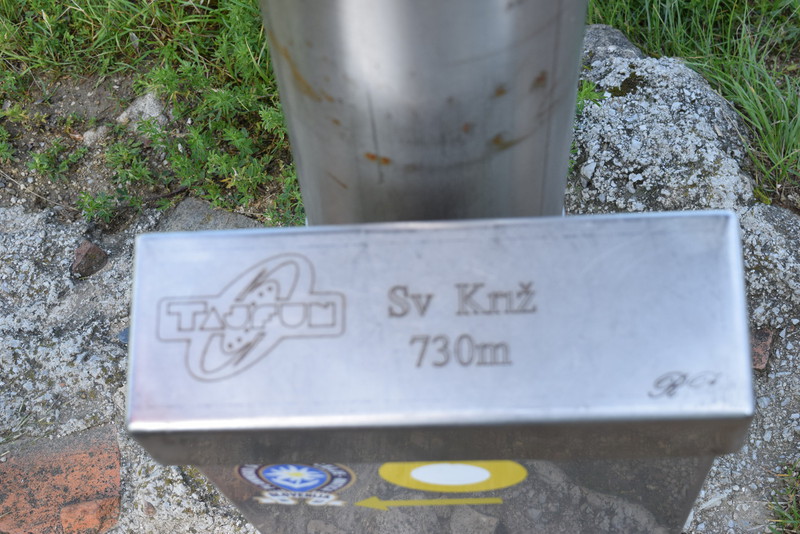 TAJFUN
Sv Križ
730m